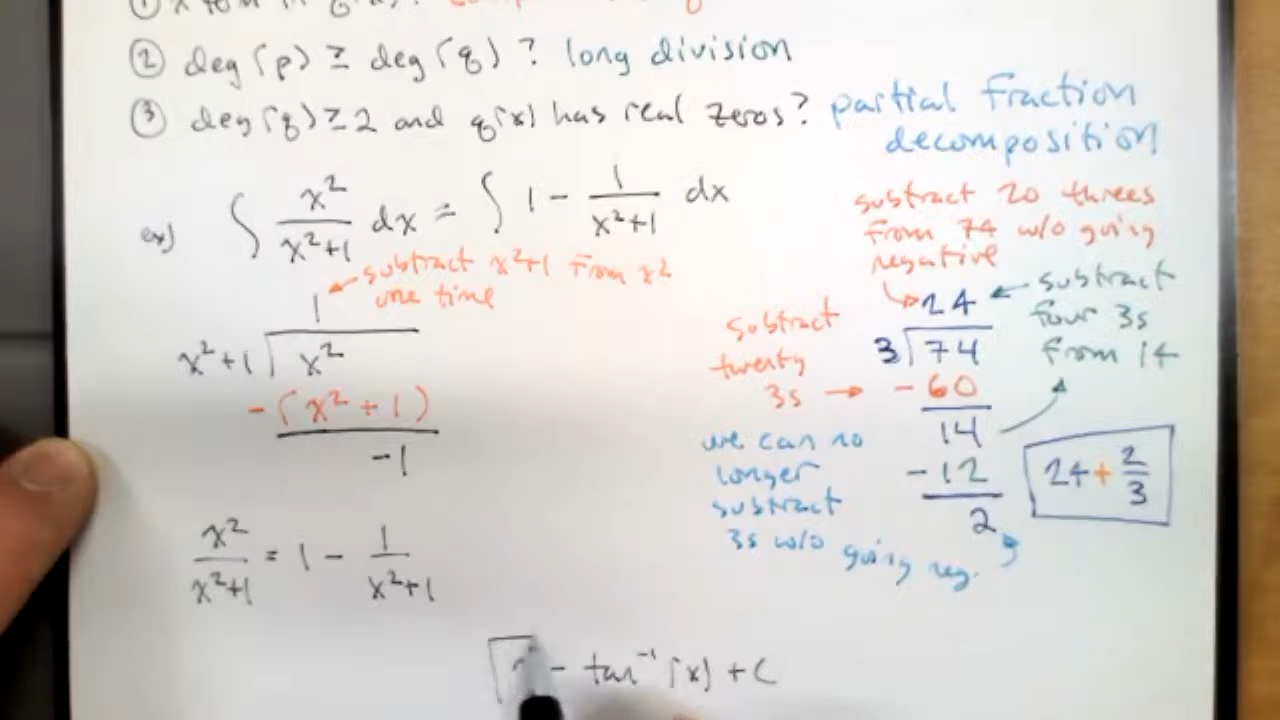 ② deg(p) ≥ deg(q)? long division
③ deg(q) ≥ 2 and q(x) has real zeros? partial fraction decomposition
ex) ∫ x²/(x²+1) dx = ∫ 1 - 1/(x²+1) dx
subtract x²+1 from x²
one time
1
x²+1 | x²
-(x²+1)
-1
x²/(x²+1) = 1 - 1/(x²+1)
subtract 20 threes
from 74 w/o going
negative
24
3 | 74
- 60
14
- 12
2
subtract
four 3s
from 14
subtract
twenty
3s
we can no
longer
subtract
3s w/o going neg.
24 + 2/3
- tan⁻¹(x) + C